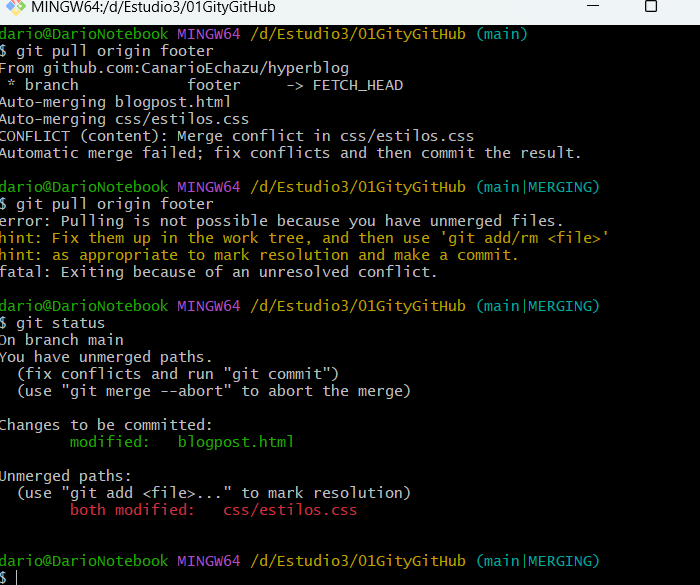 MINGW64:/d/Estudio3/01GityGitHub
dario@DarioNotebook MINGW64 /d/Estudio3/01GityGitHub (main)
$ git pull origin footer
From github.com:CanarioEchazu/hyperblog
 * branch            footer     -> FETCH_HEAD
Auto-merging blogpost.html
Auto-merging css/estilos.css
CONFLICT (content): Merge conflict in css/estilos.css
Automatic merge failed; fix conflicts and then commit the result.
dario@DarioNotebook MINGW64 /d/Estudio3/01GityGitHub (main|MERGING)
$ git pull origin footer
error: Pulling is not possible because you have unmerged files.
hint: Fix them up in the work tree, and then use 'git add/rm <file>'
hint: as appropriate to mark resolution and make a commit.
fatal: Exiting because of an unresolved conflict.
dario@DarioNotebook MINGW64 /d/Estudio3/01GityGitHub (main|MERGING)
$ git status
On branch main
You have unmerged paths.
  (fix conflicts and run "git commit")
  (use "git merge --abort" to abort the merge)
Changes to be committed:
        modified:   blogpost.html
Unmerged paths:
  (use "git add <file>..." to mark resolution)
        both modified:   css/estilos.css
dario@DarioNotebook MINGW64 /d/Estudio3/01GityGitHub (main|MERGING)
$